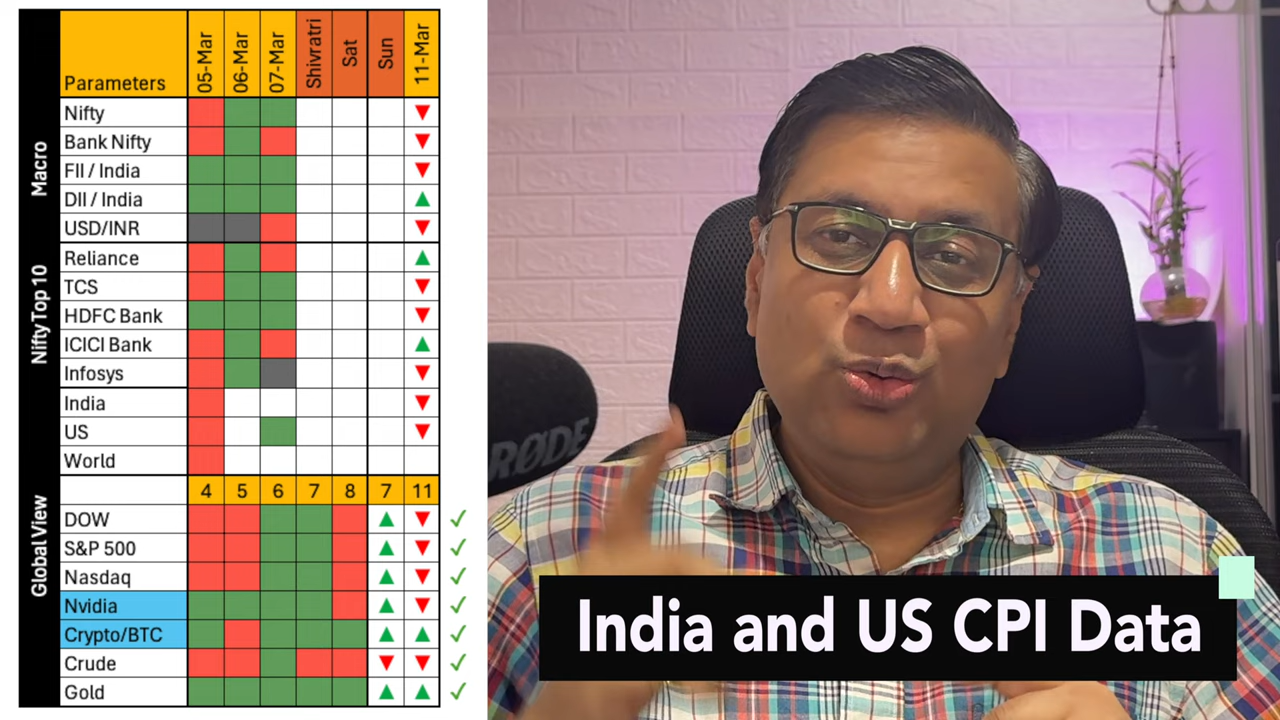 Parameters 05-Mar 06-Mar 07-Mar Shivratri Sat Sun 11-Mar
Macro
Nifty
Bank Nifty
FII / India
DII / India
USD/INR
Nifty Top 10
Reliance
TCS
HDFC Bank
ICICI Bank
Infosys
Global View
India
US
World
4 5 6 7 8 7 11
DOW
S&P 500
Nasdaq
Nvidia
Crypto/BTC
Crude
Gold
RØDE
India and US CPI Data